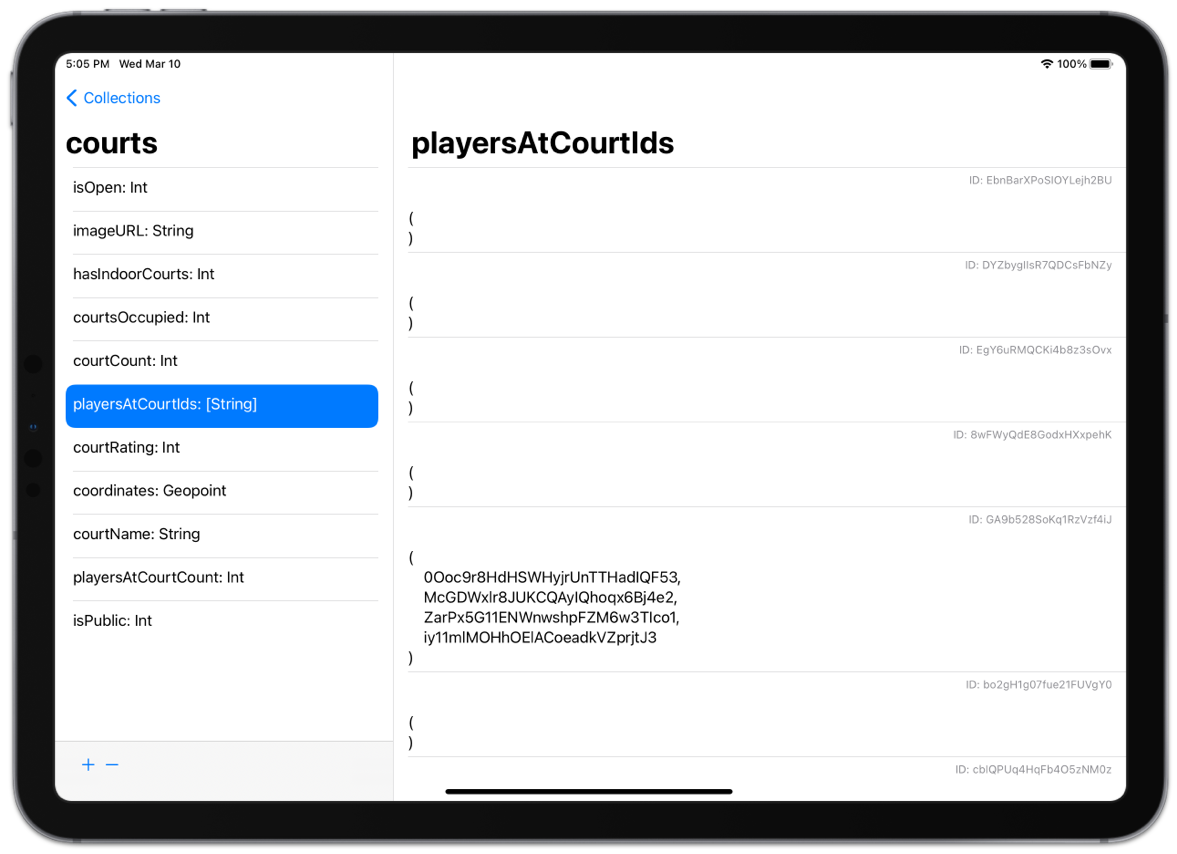 5:05 PM Wed Mar 10
100%
Collections
courts
isOpen: Int
imageURL: String
hasIndoorCourts: Int
courtsOccupied: Int
courtCount: Int
playersAtCourtIds: [String]
courtRating: Int
coordinates: Geopoint
courtName: String
playersAtCourtCount: Int
isPublic: Int
+ −
playersAtCourtIds
ID: EbnBarXPoSIOYLejh2BU
(
)
ID: DYZbygIlsR7QDCsFbNZy
(
)
ID: EgY6uRMQCKi4b8z3sOvx
(
)
ID: 8wFWyQdE8GodxHXxpehK
(
)
ID: GA9b528SoKq1RzVzf4iJ
(
0Ooc9r8HdHSWHyjrUnTTHadIQF53,
McGDWxlr8JUKCQAyIQhoqx6Bj4e2,
ZarPx5G11ENWnwshpFZM6w3TIco1,
iy11mIMOHhOElACoeadkVZprjtJ3
)
ID: bo2gH1g07fue21FUVgY0
(
)
ID: cbIQPUq4HqFb4O5zNM0z